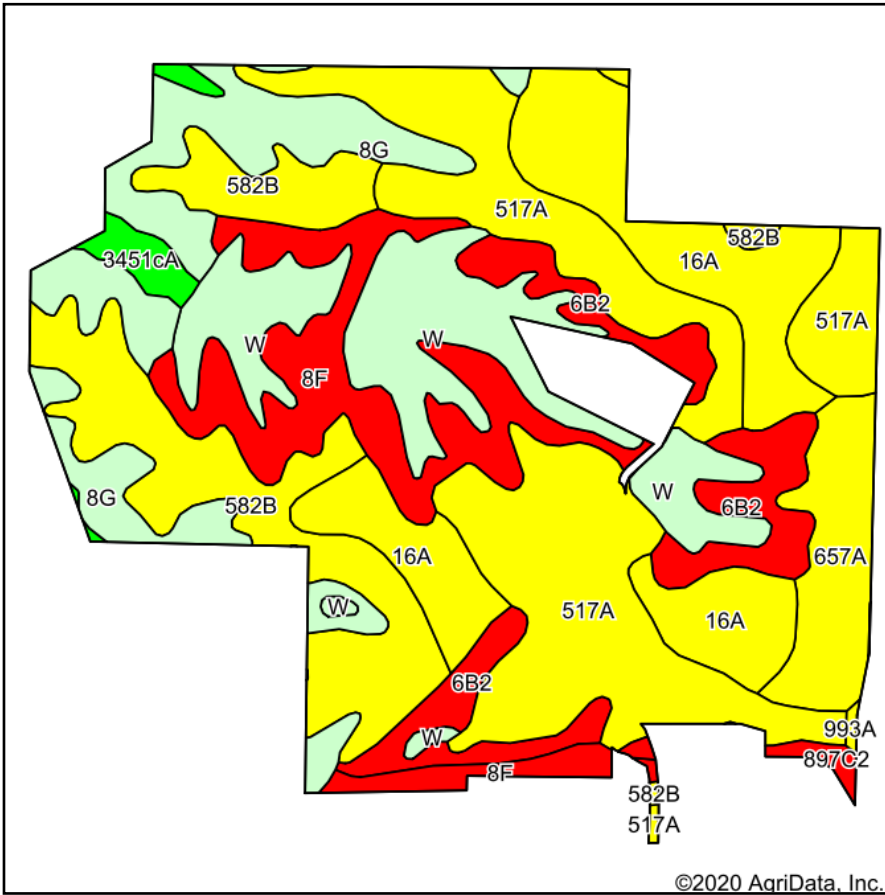 8G
582B
517A
582B
16A
3451cA
6B2
517A
W
W
8F
W
8G
582B
6B2
16A
657A
W
517A
16A
6B2
993A
W
897C2
8F
582B
517A
©2020 AgriData, Inc.